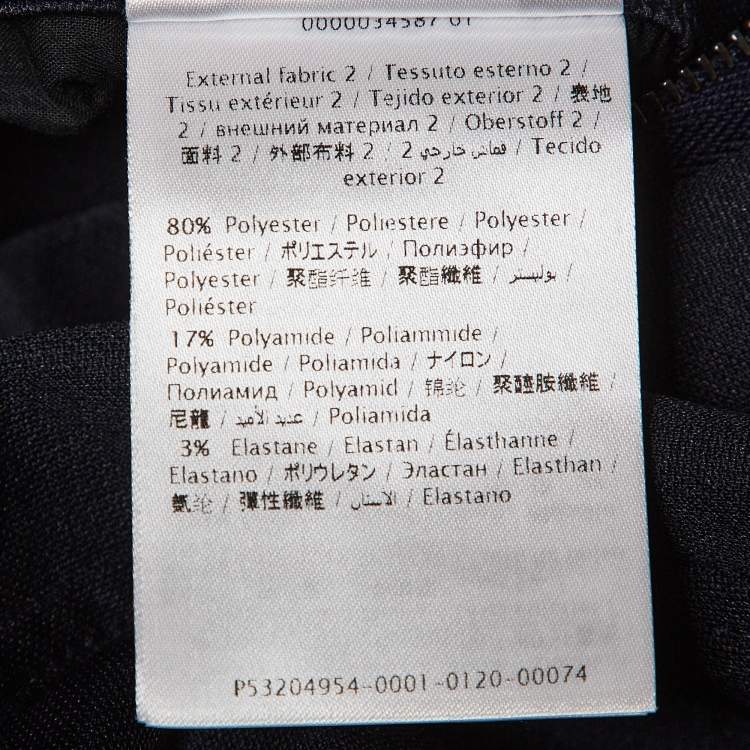 0000034587 01
External fabric 2 / Tessuto esterno 2 /
Tissu extérieur 2 / Tejido exterior 2 / 表地
2 / внешний материал 2 / Oberstoff 2 /
面料 2 / 外部布料 2 / قماش خارجي 2 / Tecido
exterior 2
80% Polyester / Poliestere / Polyester /
Poliéster / ポリエステル / Полиэфир /
Polyester / 聚酯纤维 / 聚酯纖維 / بوليستر /
Poliéster
17% Polyamide / Poliammide /
Polyamide / Poliamida / ナイロン /
Полиамид / Polyamid / 锦纶 / 聚醯胺纖維 /
尼龍 / عديد الأميد / Poliamida
3% Elastane / Elastan / Élasthanne /
Elastano / ポリウレタン / Эластан / Elasthan /
氨纶 / 彈性纖維 / الاستان / Elastano
P53204954-0001-0120-00074